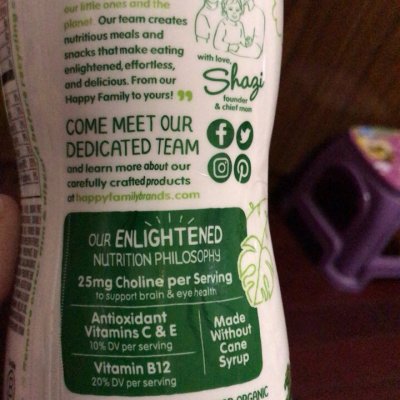 our little ones and the
planet. Our team creates
nutritious meals and
snacks that make eating
enlightened, effortless,
and delicious. From our
Happy Family to yours! ”
with love,
Shazi
founder
& chief mom
COME MEET OUR
DEDICATED TEAM
and learn more about our
carefully crafted products
at happyfamilybrands.com
OUR ENLIGHTENED
NUTRITION PHILOSOPHY
25mg Choline per Serving
to support brain & eye health
Antioxidant
Vitamins C & E
10% DV per serving
Vitamin B12
20% DV per serving
Made
Without
Cane
Syrup
ORGANIC